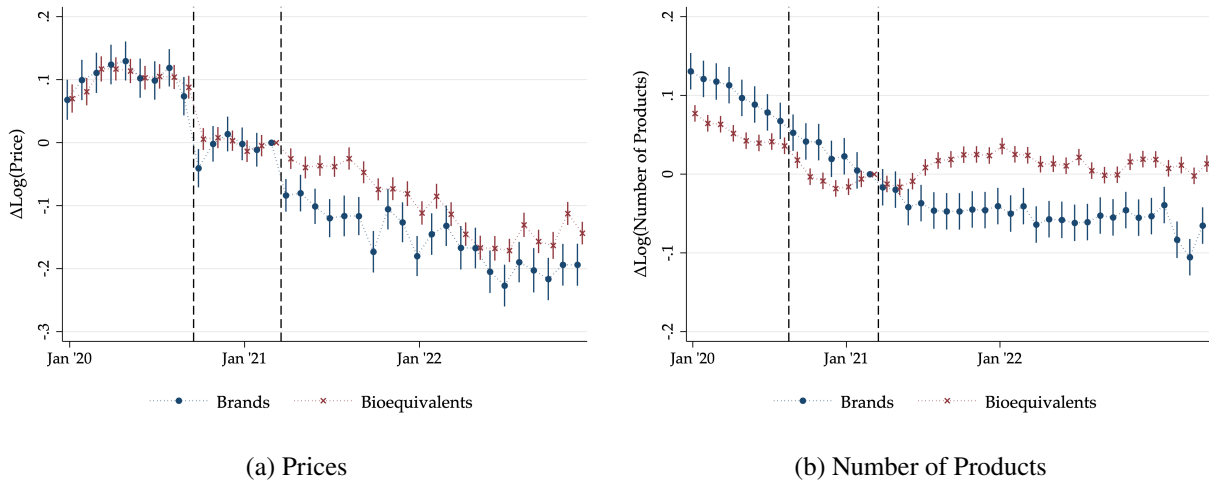 .2
.1
0
-.1
-.2
-.3
ΔLog(Price)
Jan '20
Jan '21
Jan '22
Brands
Bioequivalents
(a) Prices
.2
.1
0
-.1
-.2
ΔLog(Number of Products)
Jan '20
Jan '21
Jan '22
Brands
Bioequivalents
(b) Number of Products